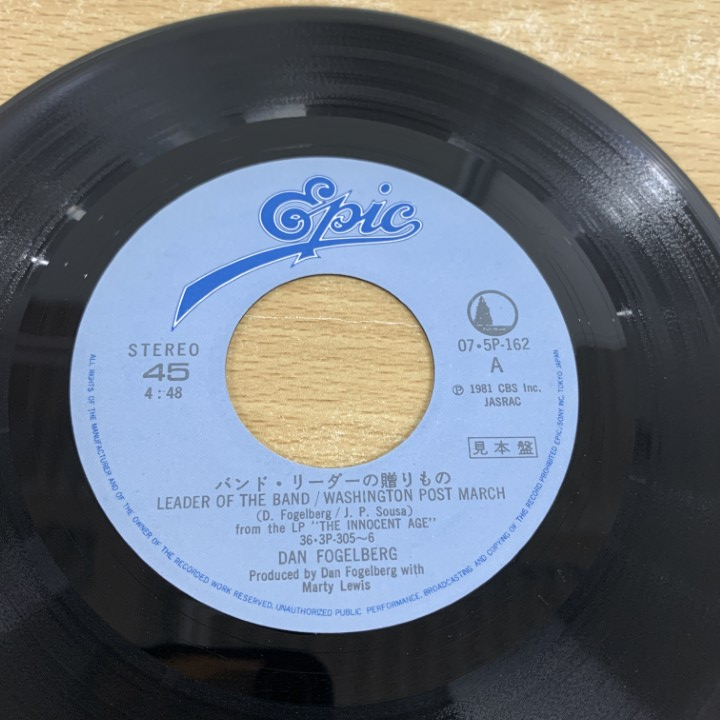 Epic
STEREO
45
4:48
07・5P-162
A
Ⓟ 1981 CBS Inc.
JASRAC
見本盤
バンド・リーダーの贈りもの
LEADER OF THE BAND/WASHINGTON POST MARCH
(D. Fogelberg/J. P. Sousa)
from the LP "THE INNOCENT AGE"
36・3P-305〜6
DAN FOGELBERG
Produced by Dan Fogelberg with
Marty Lewis
ALL RIGHTS OF THE MANUFACTURER AND OF THE OWNER OF THE RECORDED WORK RESERVED. UNAUTHORIZED PUBLIC PERFORMANCE, BROADCASTING AND COPYING OF THIS RECORD PROHIBITED EPIC/SONY INC. TOKYO JAPAN